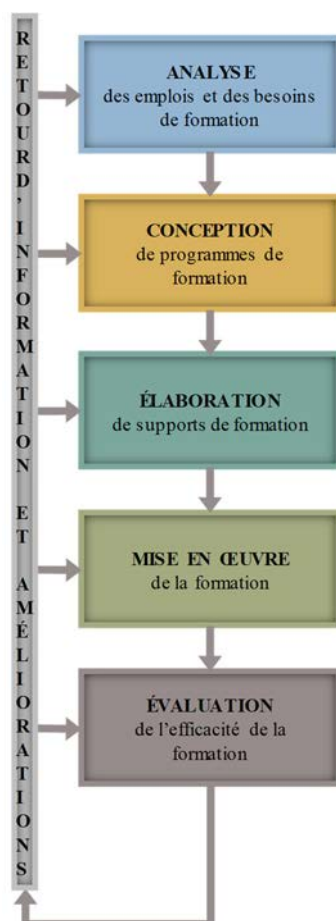 RETOUR D'INFORMATION ET AMÉLIORATIONS
ANALYSE
des emplois et des besoins
de formation
CONCEPTION
de programmes de
formation
ÉLABORATION
de supports de formation
MISE EN ŒUVRE
de la formation
ÉVALUATION
de l'efficacité de la
formation